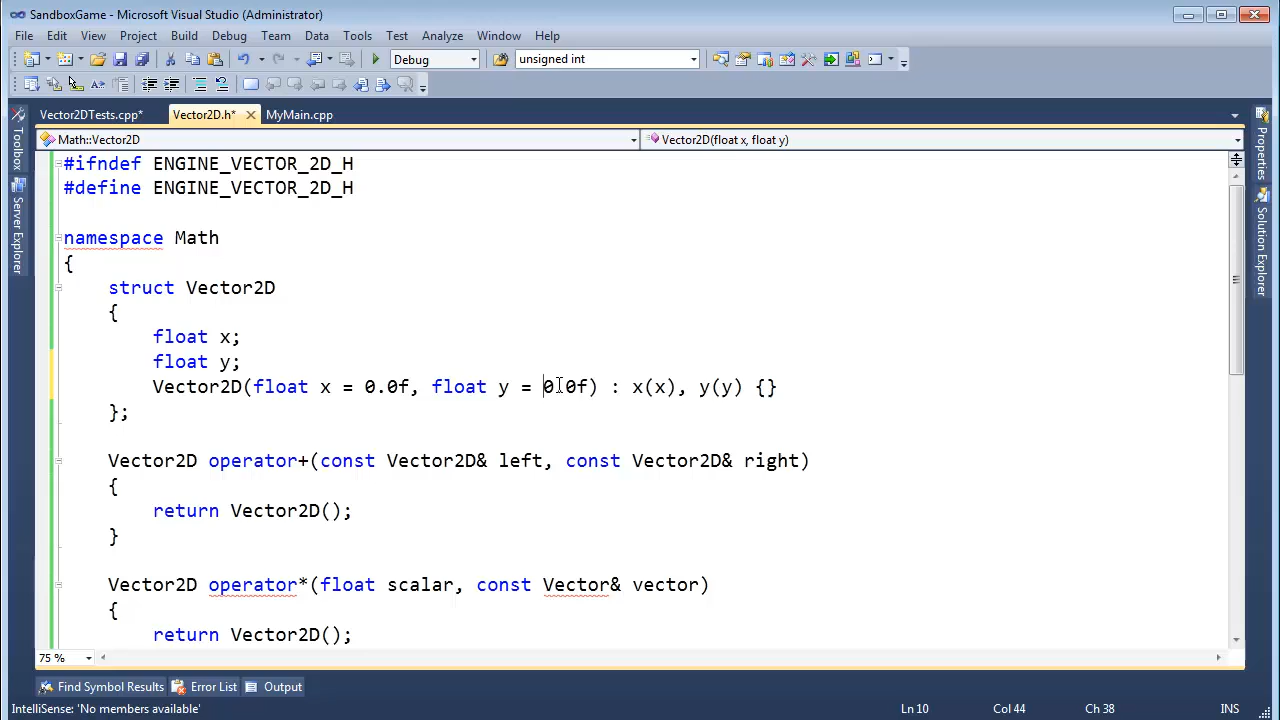 SandboxGame - Microsoft Visual Studio (Administrator)
File Edit View Project Build Debug Team Data Tools Test Analyze Window Help
Debug unsigned int
Vector2DTests.cpp* Vector2D.h* MyMain.cpp
Math::Vector2D Vector2D(float x, float y)
Toolbox
Server Explorer
Properties
Solution Explorer
#ifndef ENGINE_VECTOR_2D_H
#define ENGINE_VECTOR_2D_H
namespace Math
{
struct Vector2D
{
float x;
float y;
Vector2D(float x = 0.0f, float y = 0.0f) : x(x), y(y) {}
};
Vector2D operator+(const Vector2D& left, const Vector2D& right)
{
return Vector2D();
}
Vector2D operator*(float scalar, const Vector& vector)
{
return Vector2D();
75 %
Find Symbol Results Error List Output
IntelliSense: 'No members available' Ln 10 Col 44 Ch 38 INS